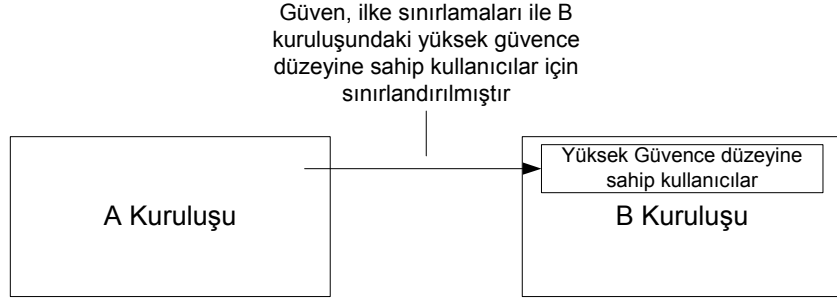 Güven, ilke sınırlamaları ile B
kuruluşundaki yüksek güvence
düzeyine sahip kullanıcılar için
sınırlandırılmıştır
Yüksek Güvence düzeyine
sahip kullanıcılar
A Kuruluşu
B Kuruluşu